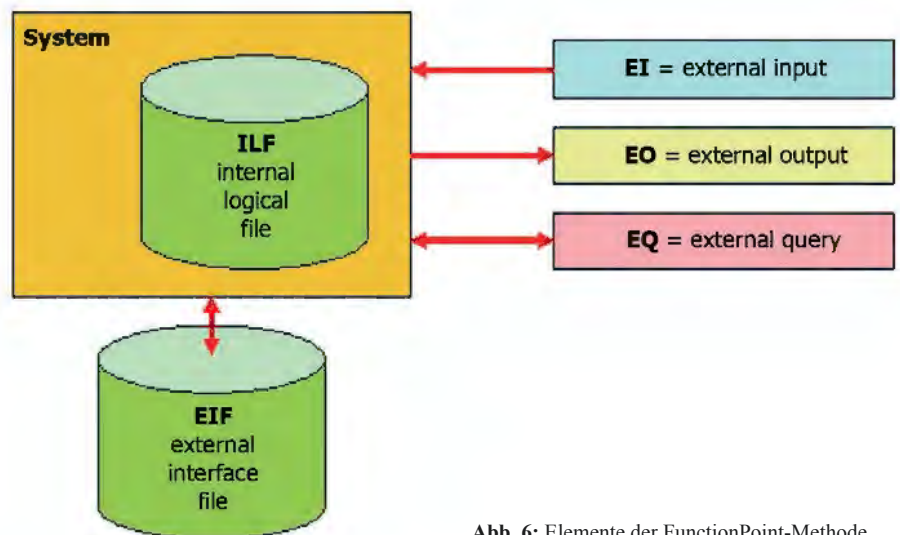 System
ILF
internal
logical
file
EI = external input
EO = external output
EQ = external query
EIF
external
interface
file
Abb. 6: Elemente der FunctionPoint-Methode